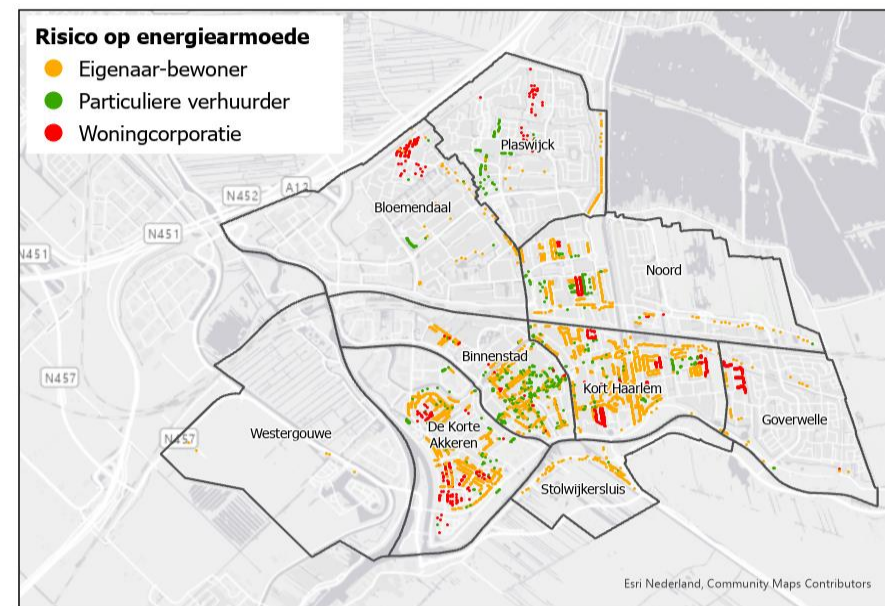 Risico op energiearmoede
Eigenaar-bewoner
Particuliere verhuurder
Woningcorporatie
Plaswijck
N452
A12
Bloemendaal
N451
N451
Noord
Binnenstad
N457
Kort Haarlem
Goverwelle
De Korte
Akkeren
Westergouwe
N457
Stolwijkersluis
Esri Nederland, Community Maps Contributors